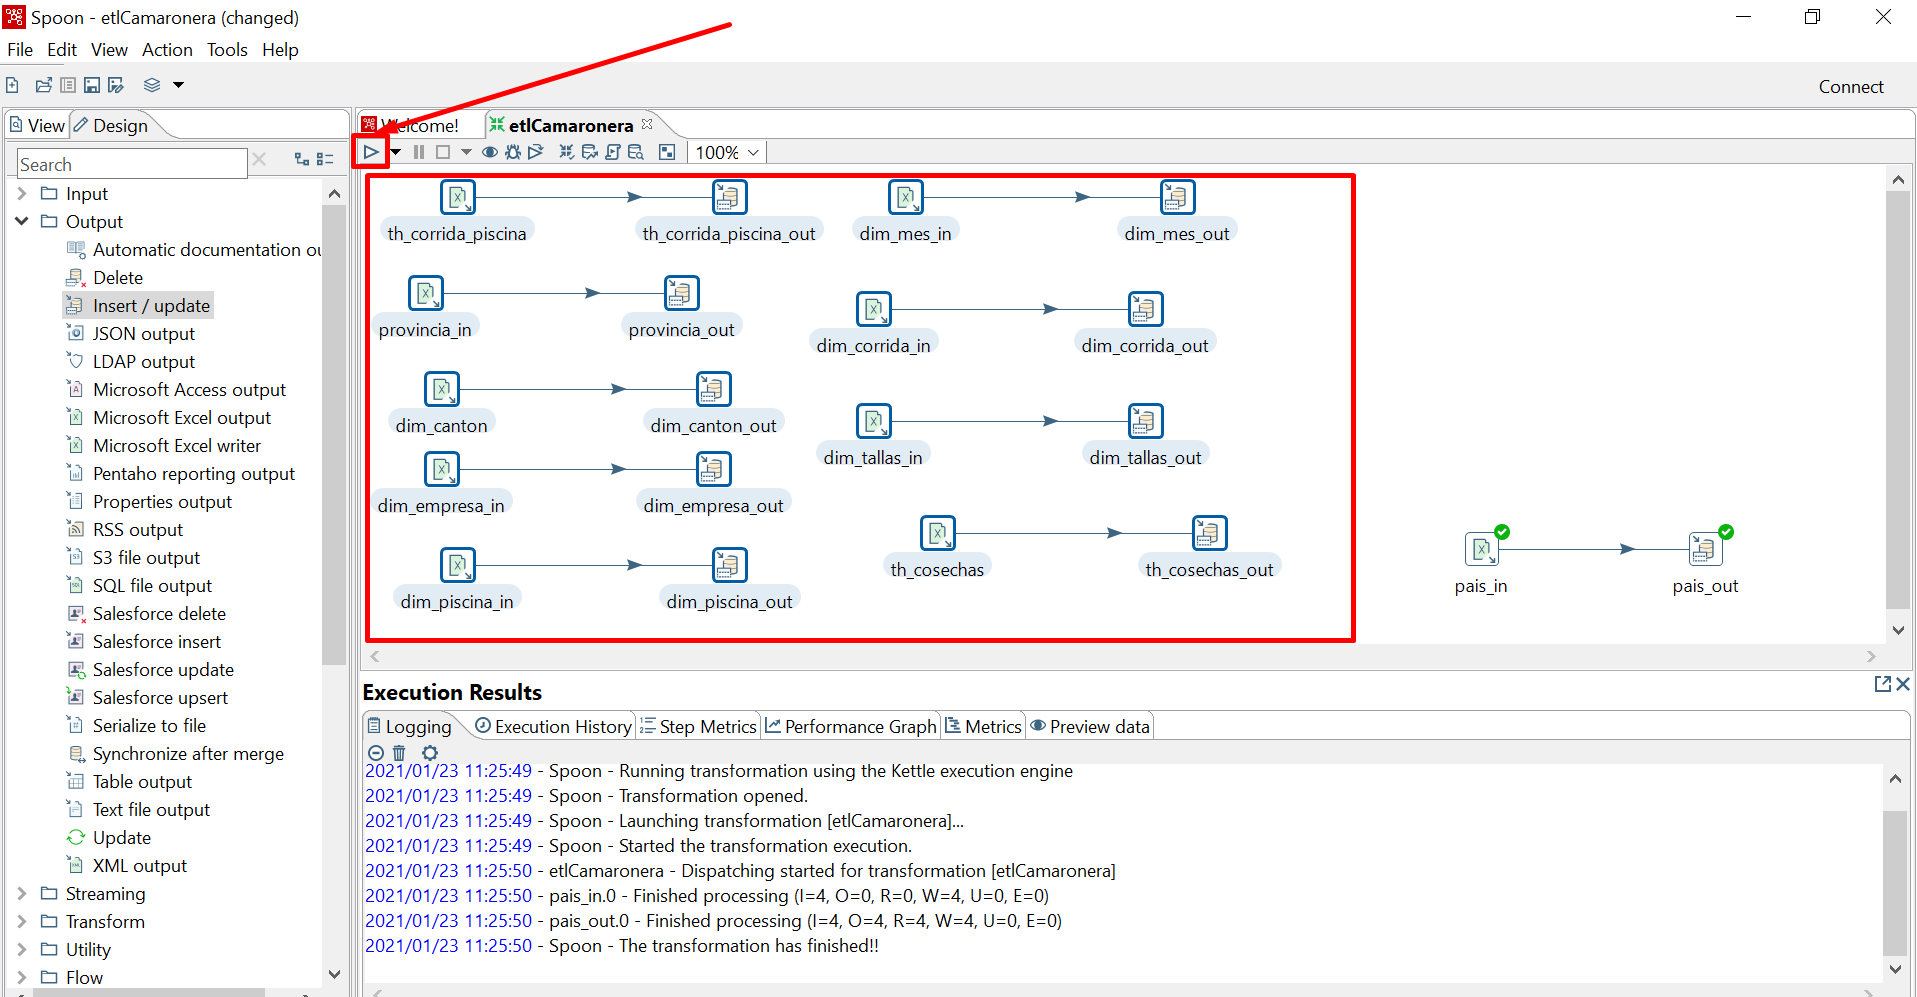 Spoon - etlCamaronera (changed)
File Edit View Action Tools Help
Connect
View Design
Welcome! etlCamaronera
Search
100%
Input
Output
Automatic documentation ou
Delete
Insert / update
JSON output
LDAP output
Microsoft Access output
Microsoft Excel output
Microsoft Excel writer
Pentaho reporting output
Properties output
RSS output
S3 file output
SQL file output
Salesforce delete
Salesforce insert
Salesforce update
Salesforce upsert
Serialize to file
Synchronize after merge
Table output
Text file output
Update
XML output
Streaming
Transform
Utility
Flow
th_corrida_piscina th_corrida_piscina_out dim_mes_in dim_mes_out
provincia_in provincia_out
dim_corrida_in dim_corrida_out
dim_canton dim_canton_out
dim_tallas_in dim_tallas_out
dim_empresa_in dim_empresa_out
th_cosechas th_cosechas_out
pais_in pais_out
dim_piscina_in dim_piscina_out
Execution Results
Logging Execution History Step Metrics Performance Graph Metrics Preview data
2021/01/23 11:25:49 - Spoon - Running transformation using the Kettle execution engine
2021/01/23 11:25:49 - Spoon - Transformation opened.
2021/01/23 11:25:49 - Spoon - Launching transformation [etlCamaronera]...
2021/01/23 11:25:49 - Spoon - Started the transformation execution.
2021/01/23 11:25:50 - etlCamaronera - Dispatching started for transformation [etlCamaronera]
2021/01/23 11:25:50 - pais_in.0 - Finished processing (I=4, O=0, R=0, W=4, U=0, E=0)
2021/01/23 11:25:50 - pais_out.0 - Finished processing (I=4, O=4, R=4, W=4, U=0, E=0)
2021/01/23 11:25:50 - Spoon - The transformation has finished!!